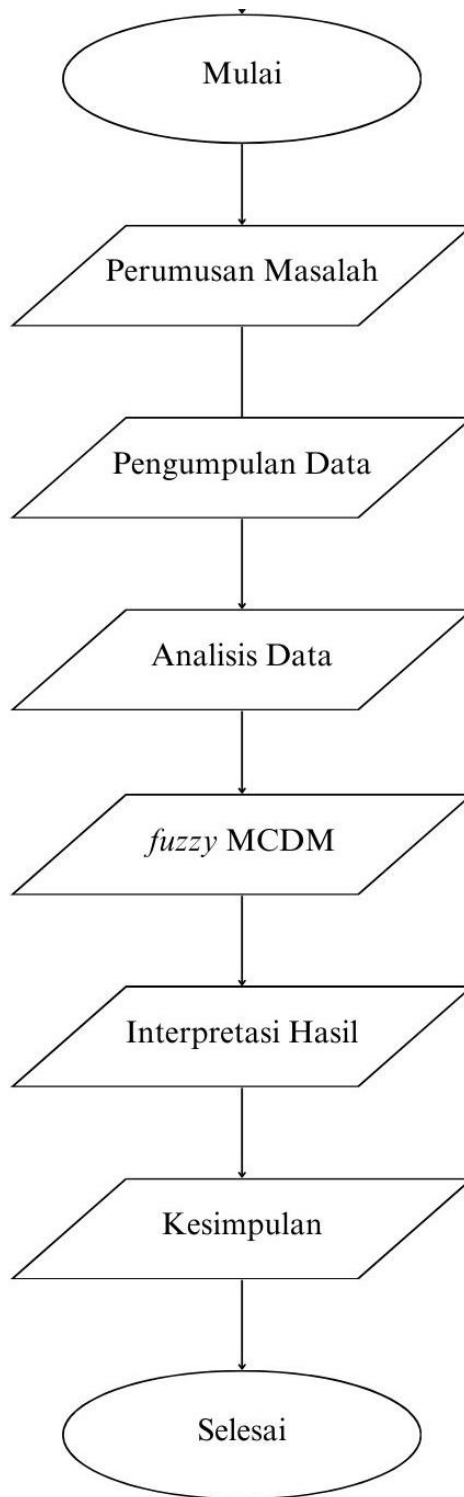 Mulai
Perumusan Masalah
Pengumpulan Data
Analisis Data
fuzzy MCDM
Interpretasi Hasil
Kesimpulan
Selesai